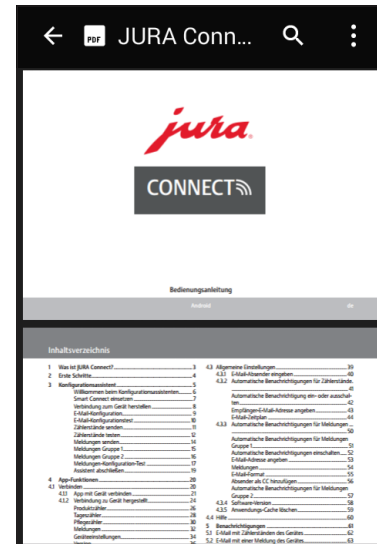 JURA Conn...
PDF
jura
CONNECT
Bedienungsanleitung
Android
de
Inhaltsverzeichnis
1 Was ist JURA Connect? 3
2 Erste Schritte 4
3 Konfigurationsassistent 5
Willkommen beim Konfigurationsassistenten 6
Smart Connect einsetzen 7
Verbindung zum Gerät herstellen 8
E-Mail-Konfiguration 9
E-Mail-Konfigurationstest 10
Zählerstände senden 11
Zählerstände testen 12
Meldungen senden 14
Meldungen Gruppe 1 15
Meldungen Gruppe 2 16
Meldungen-Konfiguration-Test 17
Assistent abschließen 19
4 App-Funktionen 20
4.1 Verbinden 20
4.1.1 App mit Gerät verbinden 21
4.1.2 Verbindung zu Gerät hergestellt 24
Produktzähler 26
Tageszähler 28
Pflegezähler 30
Meldungen 32
Geräteeinstellungen 34
Version 36
4.3 Allgemeine Einstellungen 39
4.3.1 E-Mail-Absender eingeben 40
4.3.2 Automatische Benachrichtigungen für Zählerstände
41
Automatische Benachrichtigung ein- oder ausschal-
ten 42
Empfänger-E-Mail-Adresse angeben 43
E-Mail-Zeitplan 44
4.3.3 Automatische Benachrichtigungen für Meldungen
50
Automatische Benachrichtigungen für Meldungen
Gruppe 1 51
Automatische Benachrichtigungen einschalten 52
E-Mail-Adresse angeben 53
Meldungen 54
E-Mail-Format 55
Absender als CC hinzufügen 56
Automatische Benachrichtigungen für Meldungen
Gruppe 2 57
4.3.4 Software-Version 58
4.3.5 Anwendungs-Cache löschen 59
4.4 Hilfe 60
5 Benachrichtigungen 61
5.1 E-Mail mit Zählerständen des Gerätes 62
5.2 E-Mail mit einer Meldung des Gerätes 63